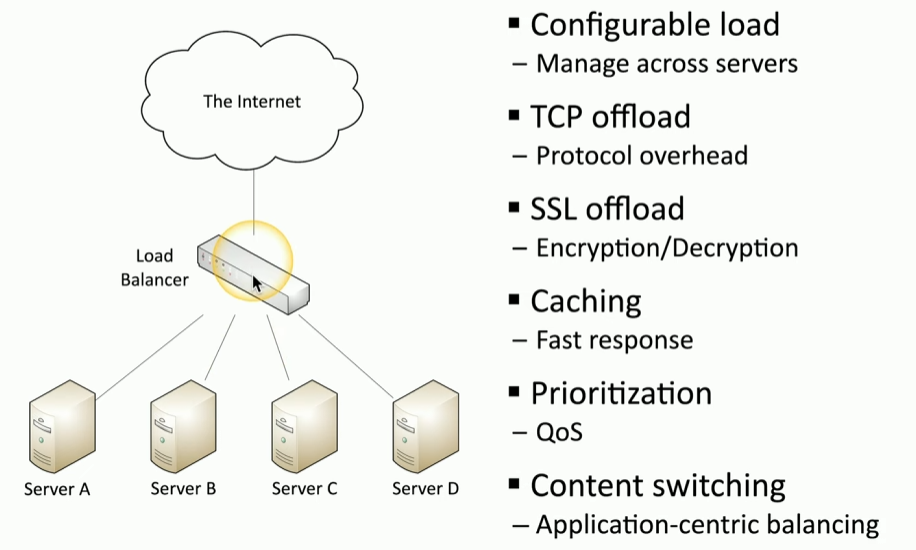 The Internet
Load
Balancer
Server A
Server B
Server C
Server D
▪ Configurable load
– Manage across servers
▪ TCP offload
– Protocol overhead
▪ SSL offload
– Encryption/Decryption
▪ Caching
– Fast response
▪ Prioritization
– QoS
▪ Content switching
– Application-centric balancing